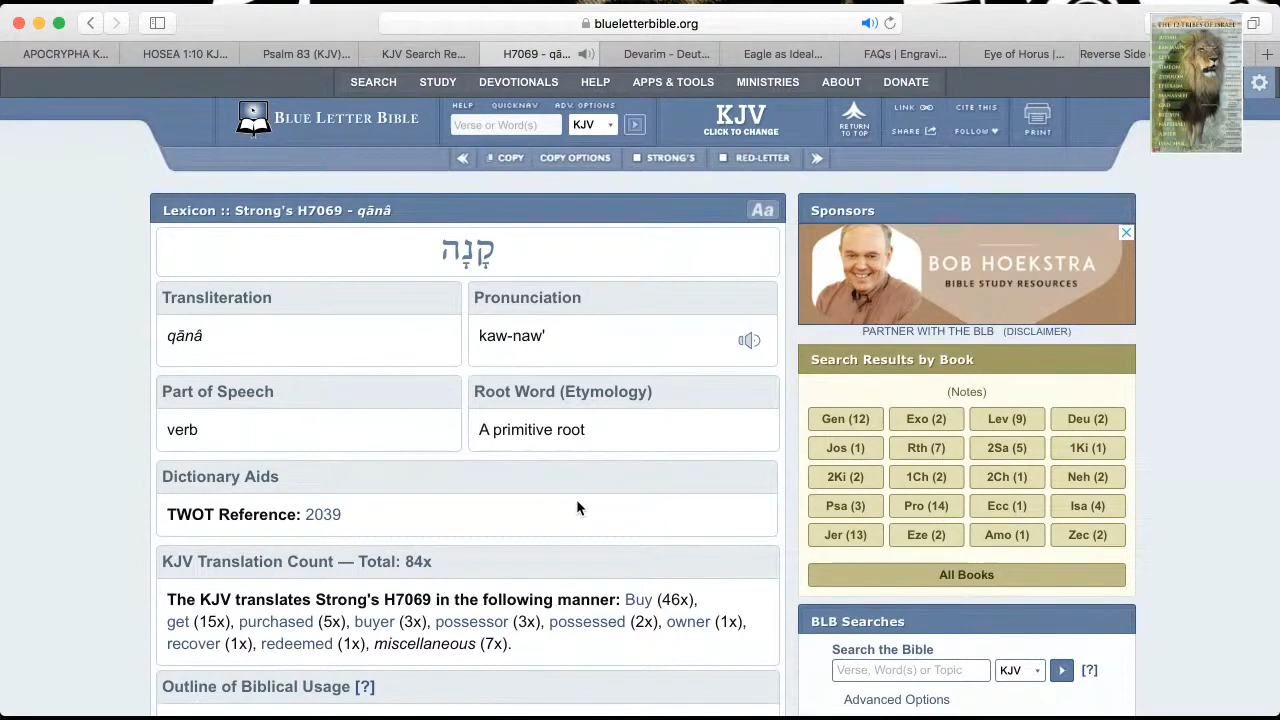 blueletterbible.org
APOCRYPHA K...
HOSEA 1:10 KJ...
Psalm 83 (KJV)...
KJV Search Re...
H7069 :: qā...
Devarim - Deut...
Eagle as Ideal...
FAQs | Engravi...
Eye of Horus |...
Reverse Side
THE 12 TRIBES OF ISRAEL
SEARCH STUDY DEVOTIONALS HELP APPS & TOOLS MINISTRIES ABOUT DONATE
BLUE LETTER BIBLE
HELP QUICKNAV ADV. OPTIONS
Verse or Word(s) KJV
KJV
CLICK TO CHANGE
RETURN
TO TOP
LINK CITE THIS
SHARE FOLLOW
PRINT
COPY COPY OPTIONS STRONG'S RED-LETTER
Lexicon :: Strong's H7069 - qānâ
Aa
קָנָה
Transliteration
qānâ
Pronunciation
kaw-naw'
Part of Speech
verb
Root Word (Etymology)
A primitive root
Dictionary Aids
TWOT Reference: 2039
KJV Translation Count — Total: 84x
The KJV translates Strong's H7069 in the following manner: Buy (46x),
get (15x), purchased (5x), buyer (3x), possessor (3x), possessed (2x), owner (1x),
recover (1x), redeemed (1x), miscellaneous (7x).
Outline of Biblical Usage [?]
Sponsors
BOB HOEKSTRA
BIBLE STUDY RESOURCES
PARTNER WITH THE BLB (DISCLAIMER)
Search Results by Book
(Notes)
Gen (12) Exo (2) Lev (9) Deu (2)
Jos (1) Rth (7) 2Sa (5) 1Ki (1)
2Ki (2) 1Ch (2) 2Ch (1) Neh (2)
Psa (3) Pro (14) Ecc (1) Isa (4)
Jer (13) Eze (2) Amo (1) Zec (2)
All Books
BLB Searches
Search the Bible
Verse, Word(s) or Topic KJV [?]
Advanced Options